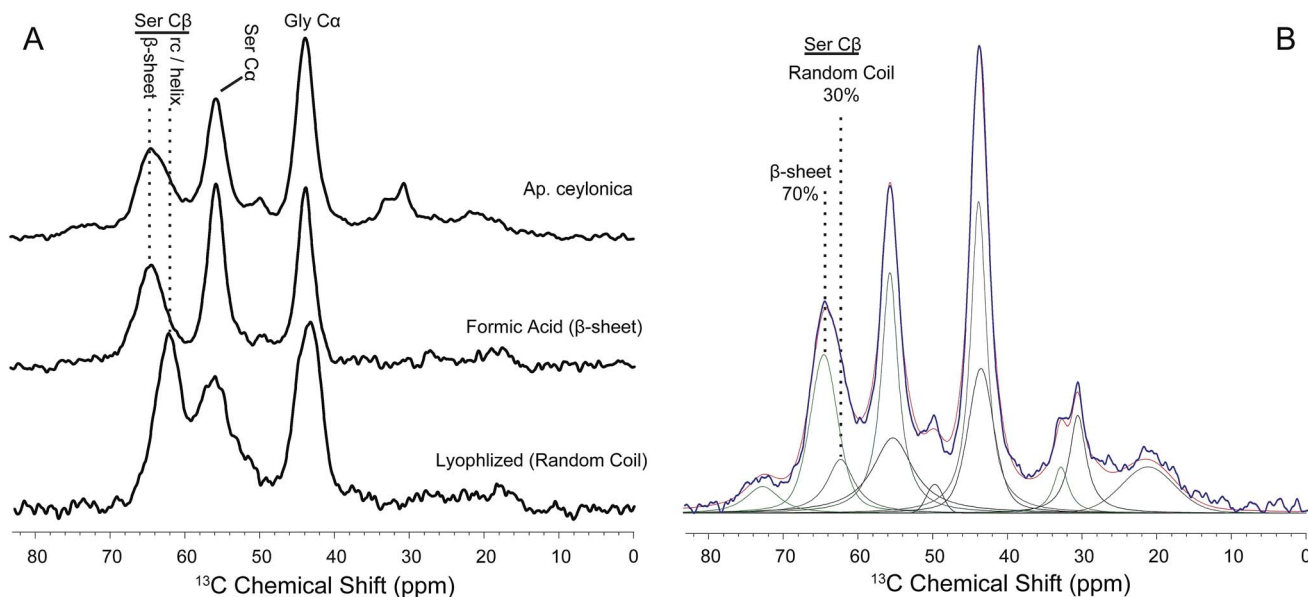 A
Ser Cβ
β-sheet
rc / helix
Ser Cα
Gly Cα
Ap. ceylonica
Formic Acid (β-sheet)
Lyophlized (Random Coil)
80 70 60 50 40 30 20 10 0
¹³C Chemical Shift (ppm)
B
Ser Cβ
Random Coil
30%
β-sheet
70%
80 70 60 50 40 30 20 10 0
¹³C Chemical Shift (ppm)